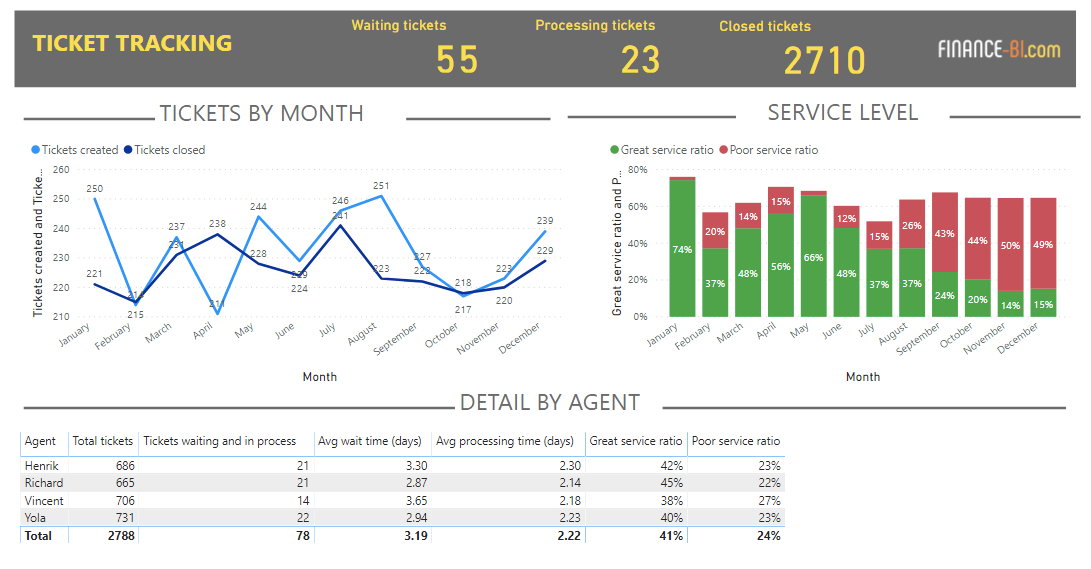 TICKET TRACKING
Waiting tickets
55
Processing tickets
23
Closed tickets
2710
FINANCE-BI.com
TICKETS BY MONTH
Tickets created Tickets closed
Tickets created and Ticke...
260
250
240
230
220
210
250
221
215
237
238
244
228
224
246
241
251
223
227
222
218
217
223
220
239
229
January
February
March
April
May
June
July
August
September
October
November
December
Month
SERVICE LEVEL
Great service ratio Poor service ratio
Great service ratio and P...
80%
60%
40%
20%
0%
74%
20%
37%
14%
48%
15%
56%
66%
12%
48%
15%
37%
26%
37%
43%
24%
44%
20%
50%
14%
49%
15%
January
February
March
April
May
June
July
August
September
October
November
December
Month
DETAIL BY AGENT
Agent Total tickets Tickets waiting and in process Avg wait time (days) Avg processing time (days) Great service ratio Poor service ratio
Henrik 686 21 3.30 2.30 42% 23%
Richard 665 21 2.87 2.14 45% 22%
Vincent 706 14 3.65 2.18 38% 27%
Yola 731 22 2.94 2.23 40% 23%
Total 2788 78 3.19 2.22 41% 24%